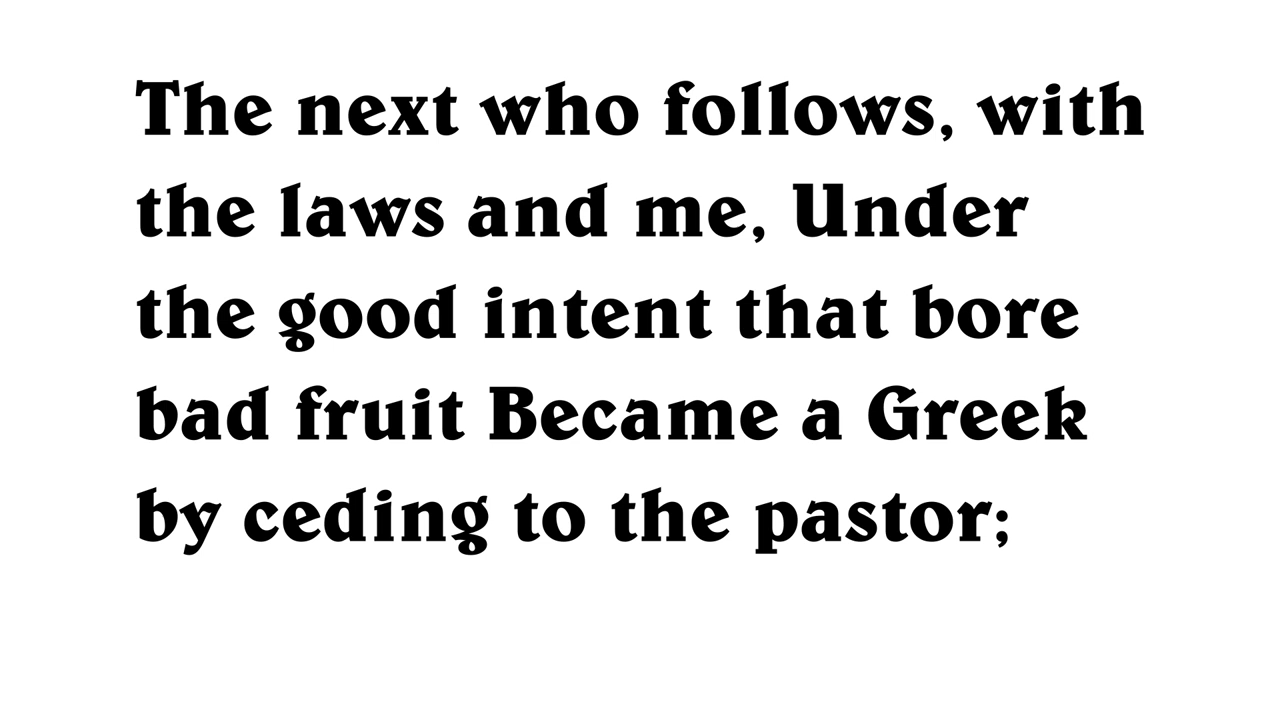 The next who follows, with
the laws and me, Under
the good intent that bore
bad fruit Became a Greek
by ceding to the pastor;